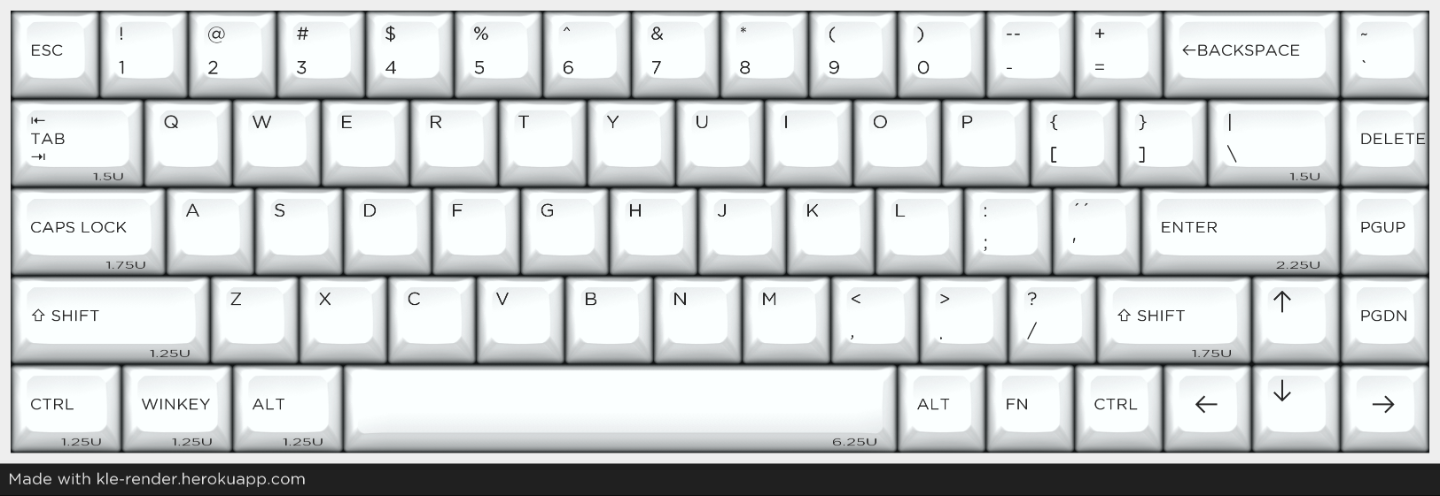 ESC ! 1 @ 2 # 3 $ 4 % 5 ^ 6 & 7 * 8 ( 9 ) 0 -- - + = ←BACKSPACE ~ `
⇤ TAB ⇥ 1.5U Q W E R T Y U I O P { [ } ] | \ 1.5U DELETE
CAPS LOCK 1.75U A S D F G H J K L : ; ´´ ' ENTER 2.25U PGUP
⇧ SHIFT 1.25U Z X C V B N M < , > . ? / ⇧ SHIFT 1.75U ↑ PGDN
CTRL 1.25U WINKEY 1.25U ALT 1.25U 6.25U ALT FN CTRL ← ↓ →
Made with kle-render.herokuapp.com